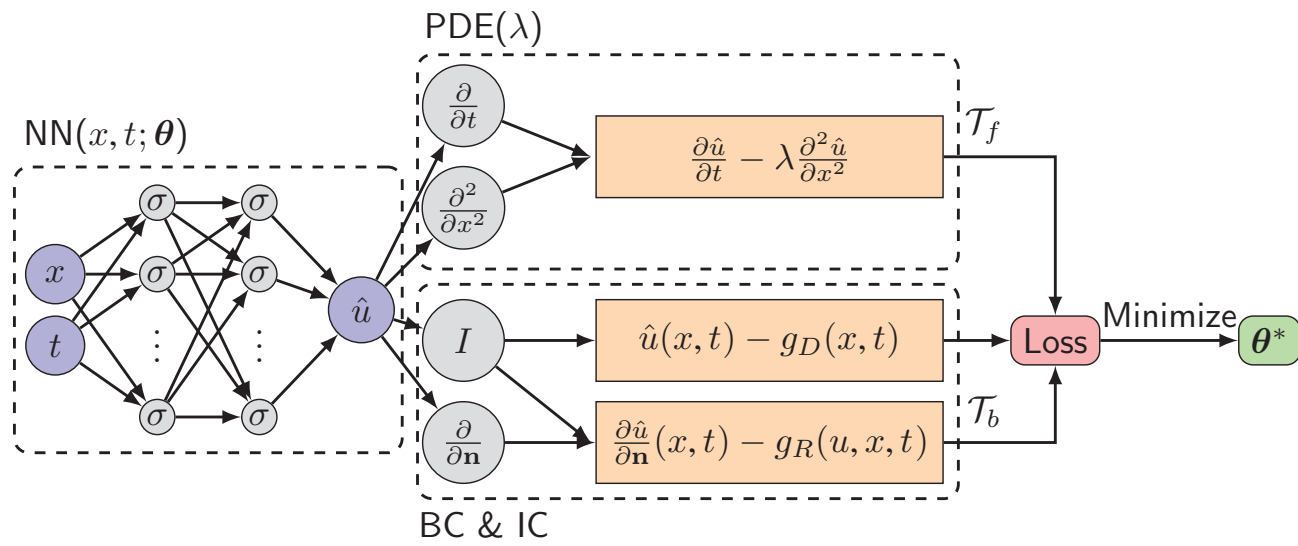 PDE(λ)
NN(x, t; θ)
∂/∂t
∂²/∂x²
∂û/∂t − λ ∂²û/∂x²
𝒯_f
σ σ
x σ σ
t ⋮ ⋮
σ σ
û
I
û(x, t) − g_D(x, t)
∂/∂n
∂û/∂n(x, t) − g_R(u, x, t)
𝒯_b
Loss
Minimize
θ*
BC & IC